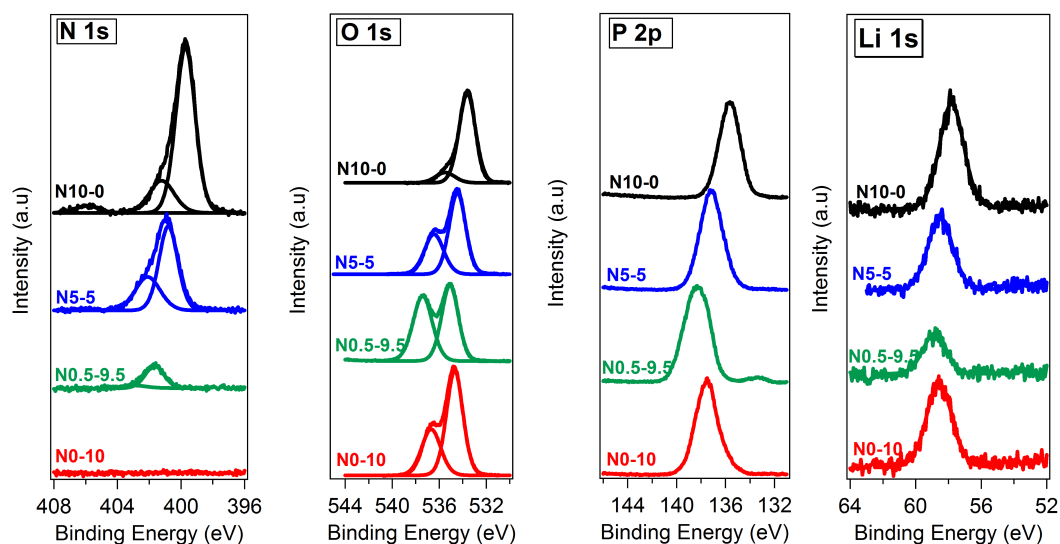 N 1s
O 1s
P 2p
Li 1s
Intensity (a.u)
N10-0
N5-5
N0.5-9.5
N0-10
408 404 400 396
Binding Energy (eV)
Intensity (a.u)
N10-0
N5-5
N0.5-9.5
N0-10
544 540 536 532
Binding Energy (eV)
Intensity (a.u)
N10-0
N5-5
N0.5-9.5
N0-10
144 138 132
Binding Energy (eV)
Intensity (a.u)
N10-0
N5-5
N0.5-9.5
N0-10
64 60 56 52
Binding Energy (eV)